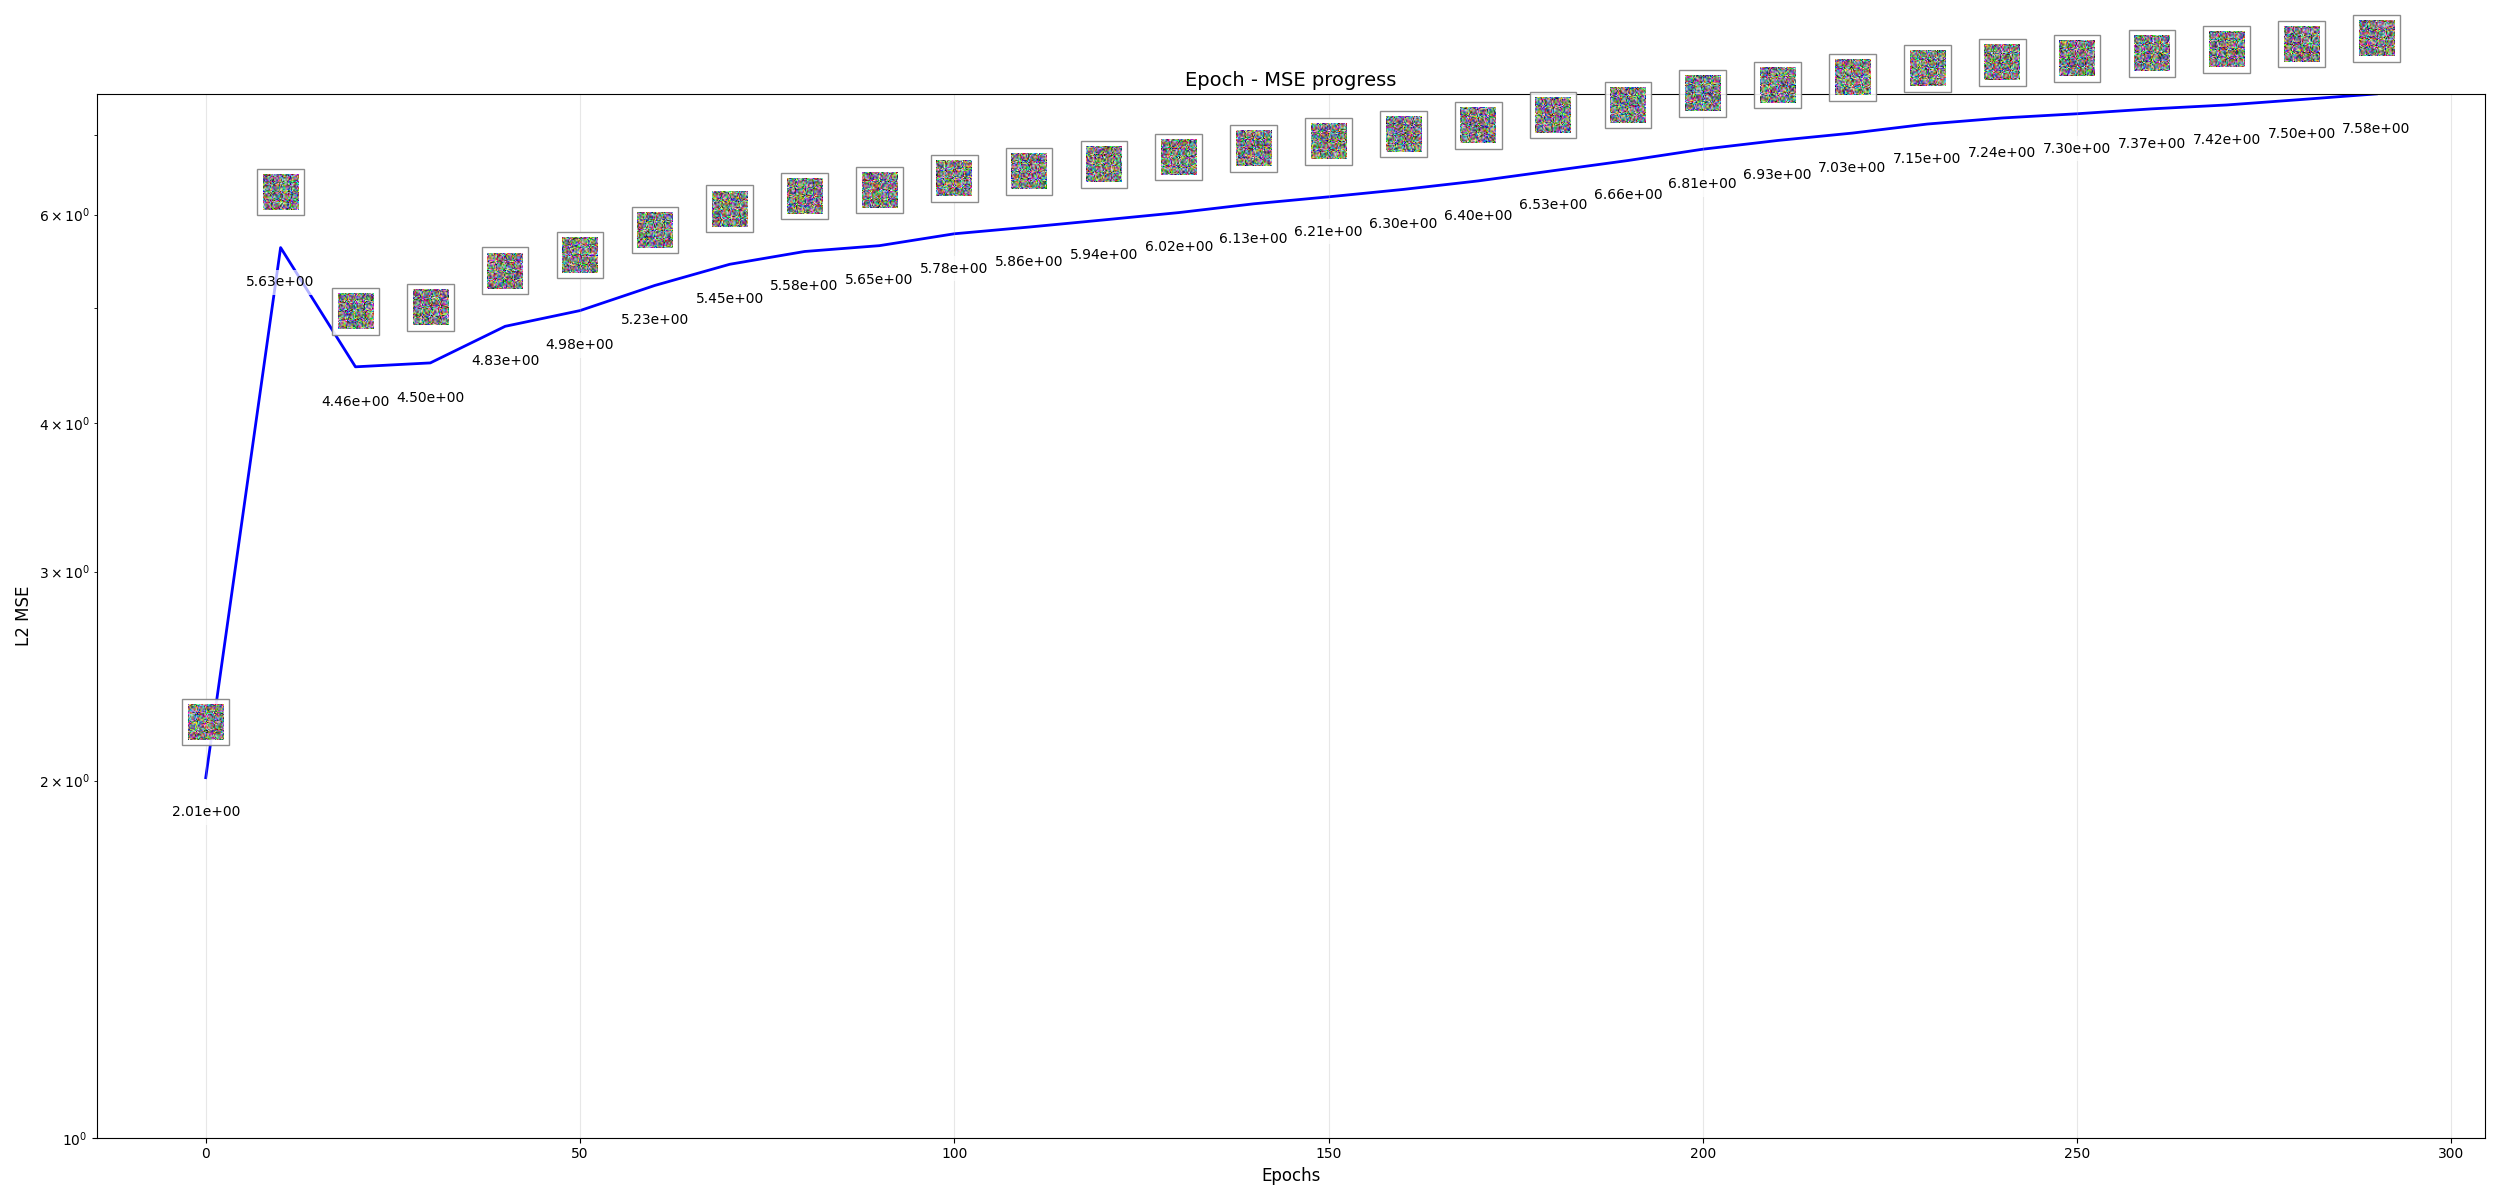 Epoch - MSE progress
L2 MSE
6 × 10⁰
4 × 10⁰
3 × 10⁰
2 × 10⁰
10⁰
2.01e+00
5.63e+00
4.46e+00
4.50e+00
4.83e+00
4.98e+00
5.23e+00
5.45e+00
5.58e+00
5.65e+00
5.78e+00
5.86e+00
5.94e+00
6.02e+00
6.13e+00
6.21e+00
6.30e+00
6.40e+00
6.53e+00
6.66e+00
6.81e+00
6.93e+00
7.03e+00
7.15e+00
7.24e+00
7.30e+00
7.37e+00
7.42e+00
7.50e+00
7.58e+00
0 50 100 150 200 250 300
Epochs